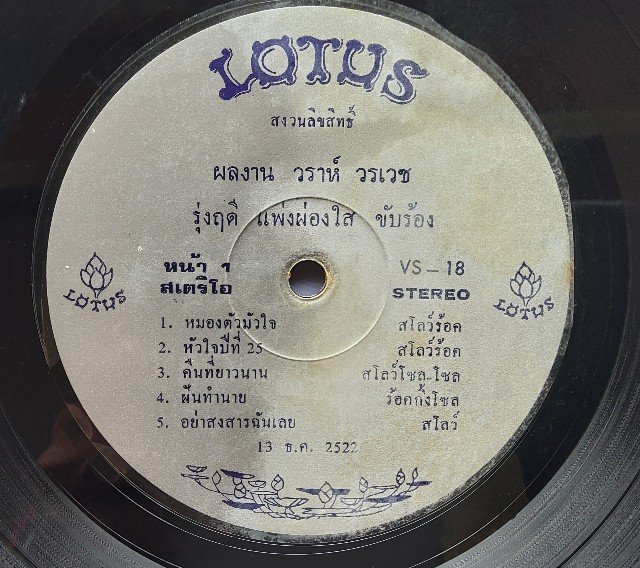 LOTUS
สงวนลิขสิทธิ์
ผลงาน วราห์ วรเวช
รุ่งฤดี แพ่งผ่องใส ขับร้อง
หน้า ๑ VS - 18
สเตริโอ STEREO
LOTUS LOTUS
1. หมองตัวมัวใจ สโลว์ร้อค
2. หัวใจปีที่ 25 สโลว์ร้อค
3. คืนที่ยาวนาน สโลว์โซล-โซล
4. ฝันทำนาย ร้อคกึ่งโซล
5. อย่าสงสารฉันเลย สโลว์
13 ธ.ค. 2522